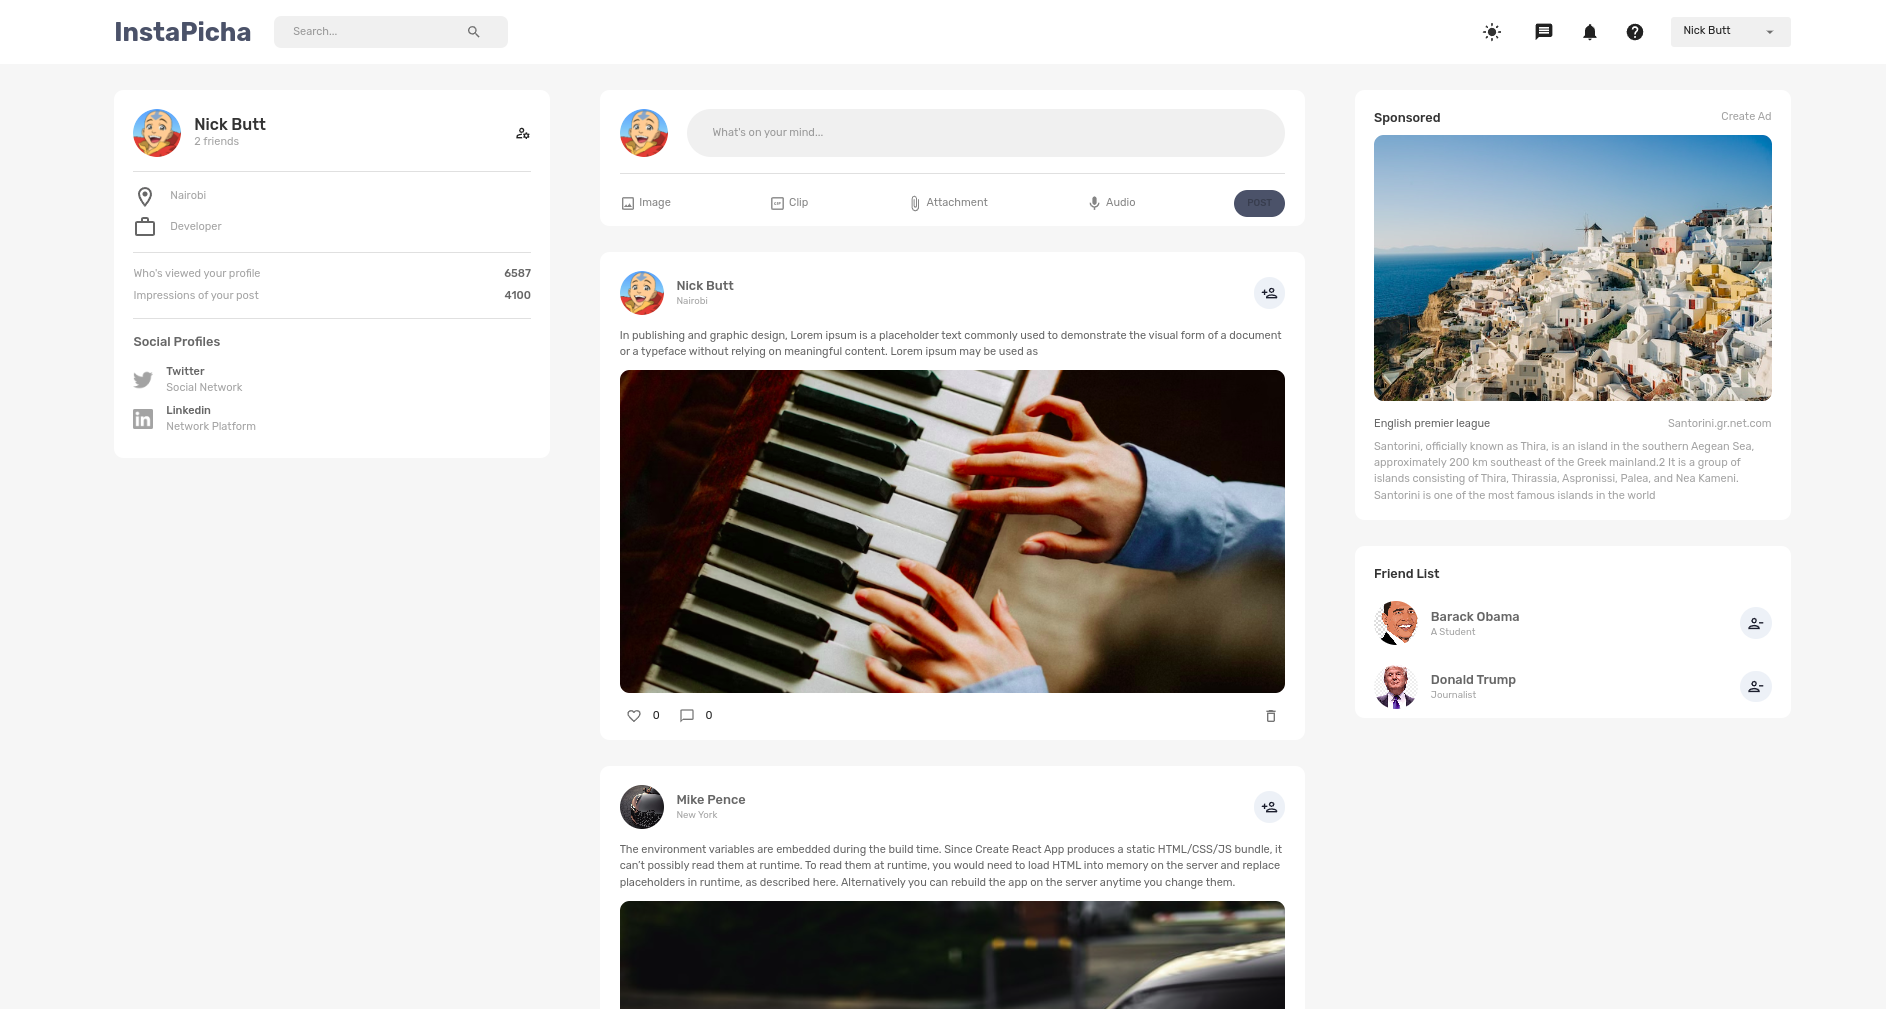 InstaPicha
Search...
Nick Butt
Nick Butt
2 friends
Nairobi
Developer
Who's viewed your profile 6587
Impressions of your post 4100
Social Profiles
Twitter
Social Network
Linkedin
Network Platform
What's on your mind...
Image Clip Attachment Audio POST
Nick Butt
Nairobi
In publishing and graphic design, Lorem ipsum is a placeholder text commonly used to demonstrate the visual form of a document
or a typeface without relying on meaningful content. Lorem ipsum may be used as
0 0
Mike Pence
New York
The environment variables are embedded during the build time. Since Create React App produces a static HTML/CSS/JS bundle, it
can't possibly read them at runtime. To read them at runtime, you would need to load HTML into memory on the server and replace
placeholders in runtime, as described here. Alternatively you can rebuild the app on the server anytime you change them.
Sponsored Create Ad
English premier league Santorini.gr.net.com
Santorini, officially known as Thira, is an island in the southern Aegean Sea,
approximately 200 km southeast of the Greek mainland.2 It is a group of
islands consisting of Thira, Thirassia, Aspronissi, Palea, and Nea Kameni.
Santorini is one of the most famous islands in the world
Friend List
Barack Obama
A Student
Donald Trump
Journalist